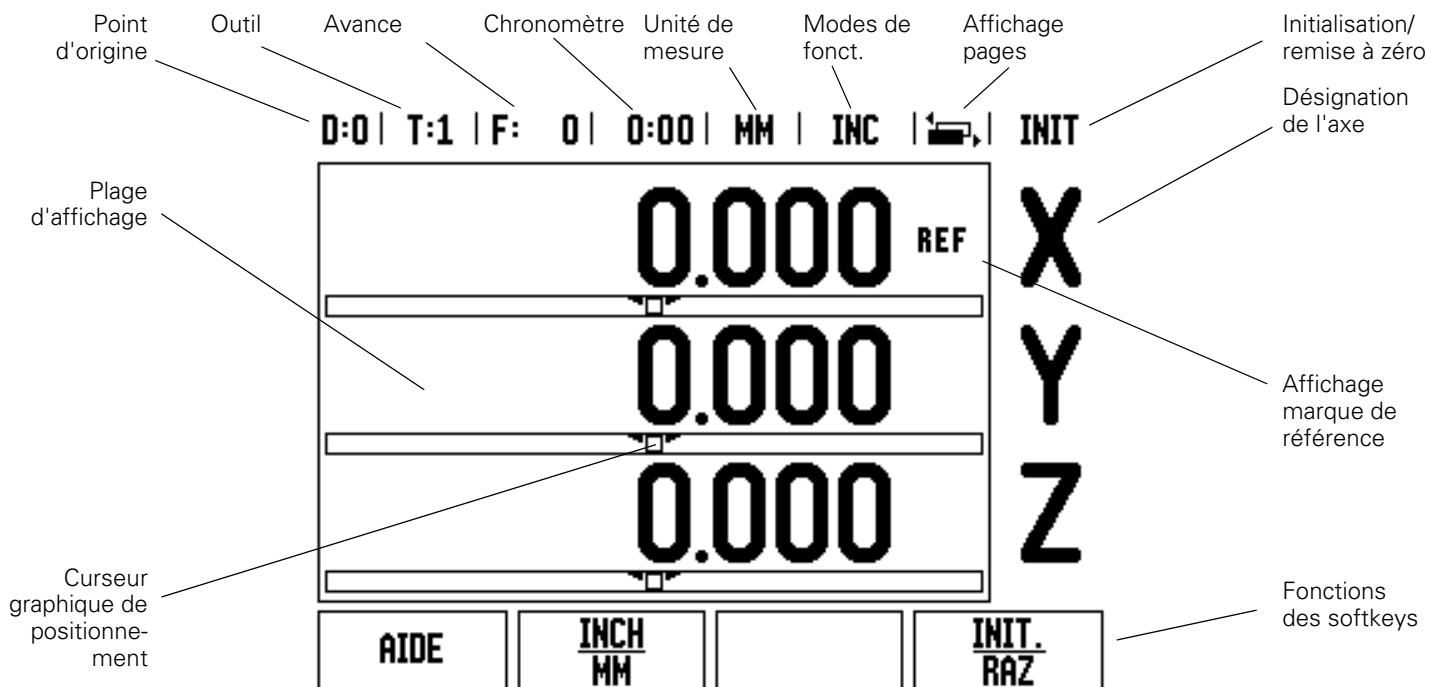 Point
d'origine
Outil
Avance
Chronomètre
Unité de
mesure
Modes de
fonct.
Affichage
pages
Initialisation/
remise à zéro
Désignation
de l'axe
D:0 | T:1 | F: 0 | 0:00 | MM | INC | | INIT
Plage
d'affichage
0.000 REF X
0.000 Y
0.000 Z
Affichage
marque de
référence
Curseur
graphique de
positionne-
ment
Fonctions
des softkeys
AIDE
INCH
MM
INIT.
RAZ